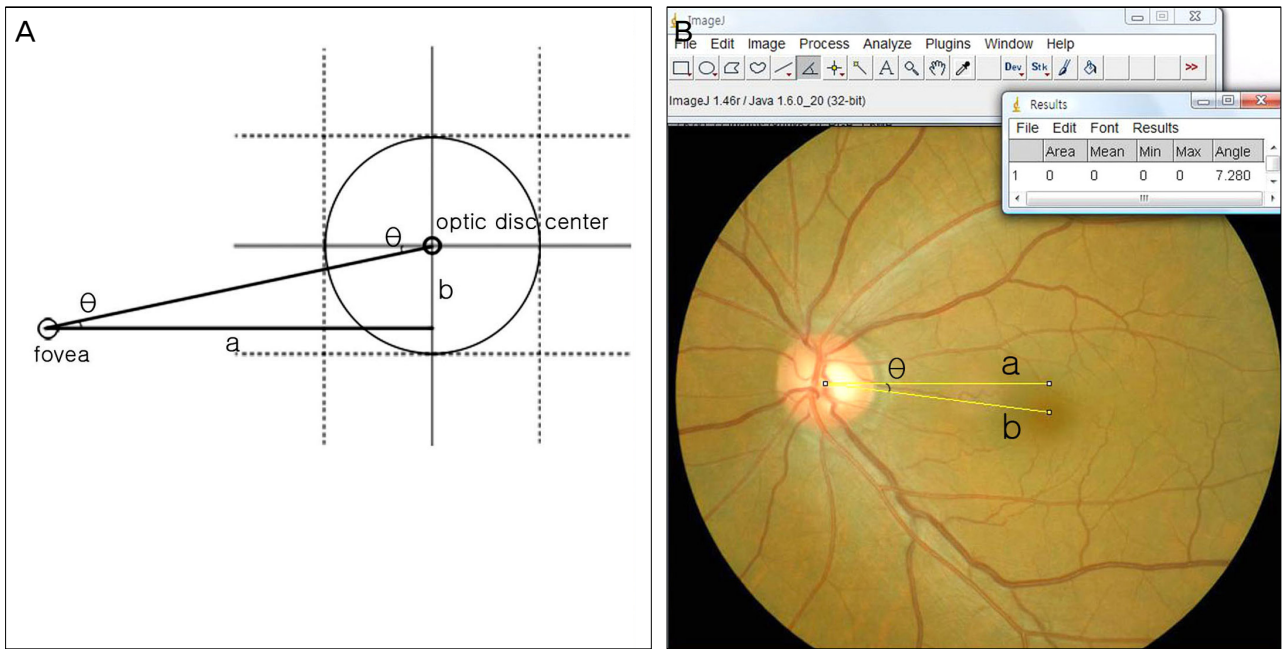 A
θ
optic disc center
θ
b
fovea
a
B
ImageJ
File Edit Image Process Analyze Plugins Window Help
Dev Stk >>
ImageJ 1.46r / Java 1.6.0_20 (32-bit)
Results
File Edit Font Results
Area Mean Min Max Angle
1 0 0 0 0 7.280
θ
a
b